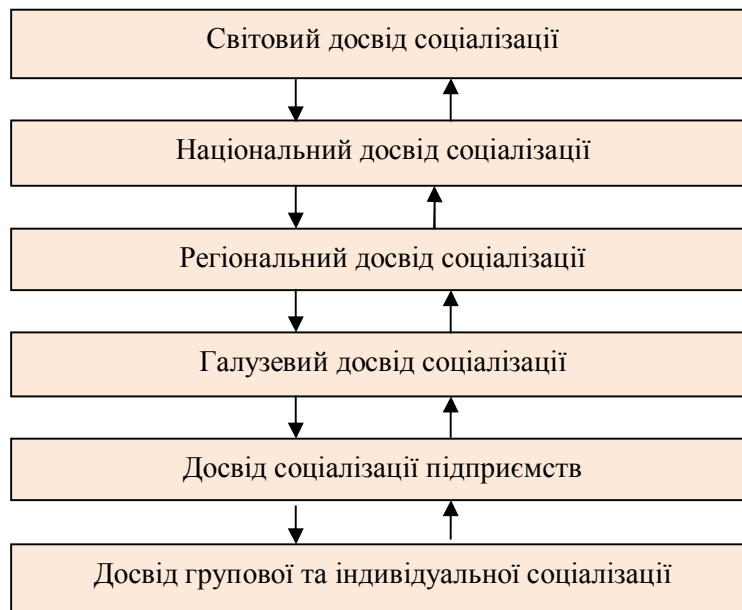 Світовий досвід соціалізації
Національний досвід соціалізації
Регіональний досвід соціалізації
Галузевий досвід соціалізації
Досвід соціалізації підприємств
Досвід групової та індивідуальної соціалізації